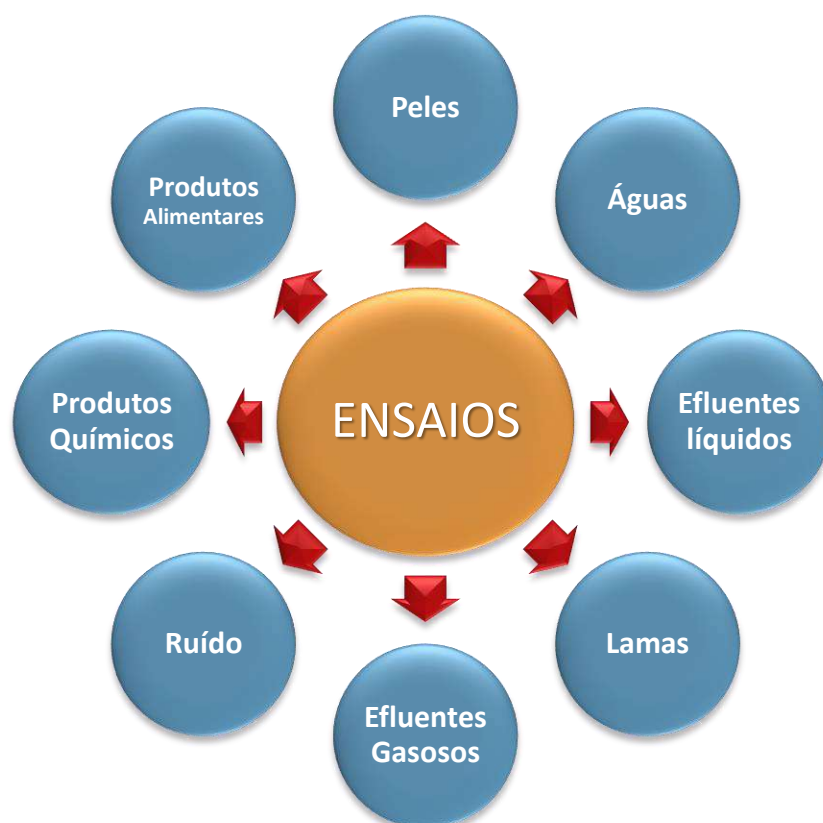 Peles
Produtos
Alimentares
Águas
Produtos
Químicos
ENSAIOS
Efluentes
líquidos
Ruído
Lamas
Efluentes
Gasosos